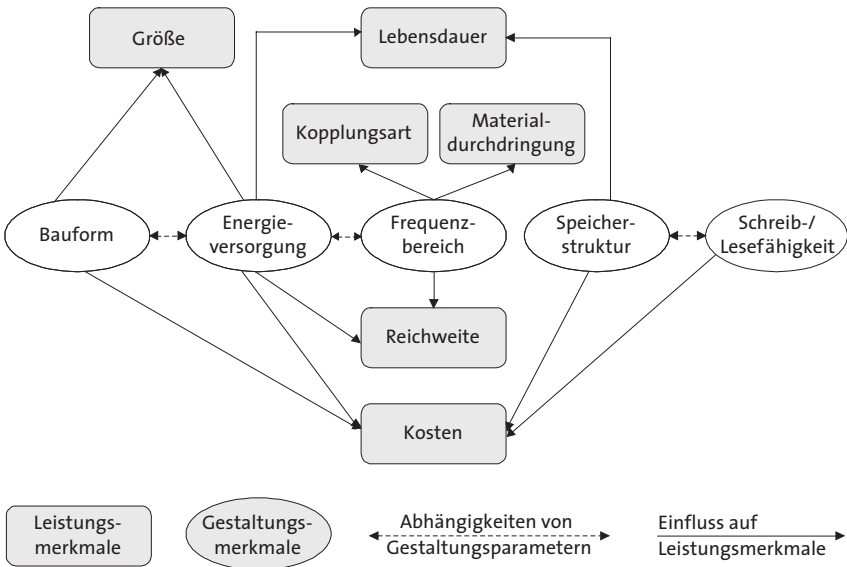 Größe
Lebensdauer
Kopplungsart
Material-
durchdringung
Bauform
Energie-
versorgung
Frequenz-
bereich
Speicher-
struktur
Schreib-/
Lesefähigkeit
Reichweite
Kosten
Leistungs-
merkmale
Gestaltungs-
merkmale
Abhängigkeiten von
Gestaltungsparametern
Einfluss auf
Leistungsmerkmale